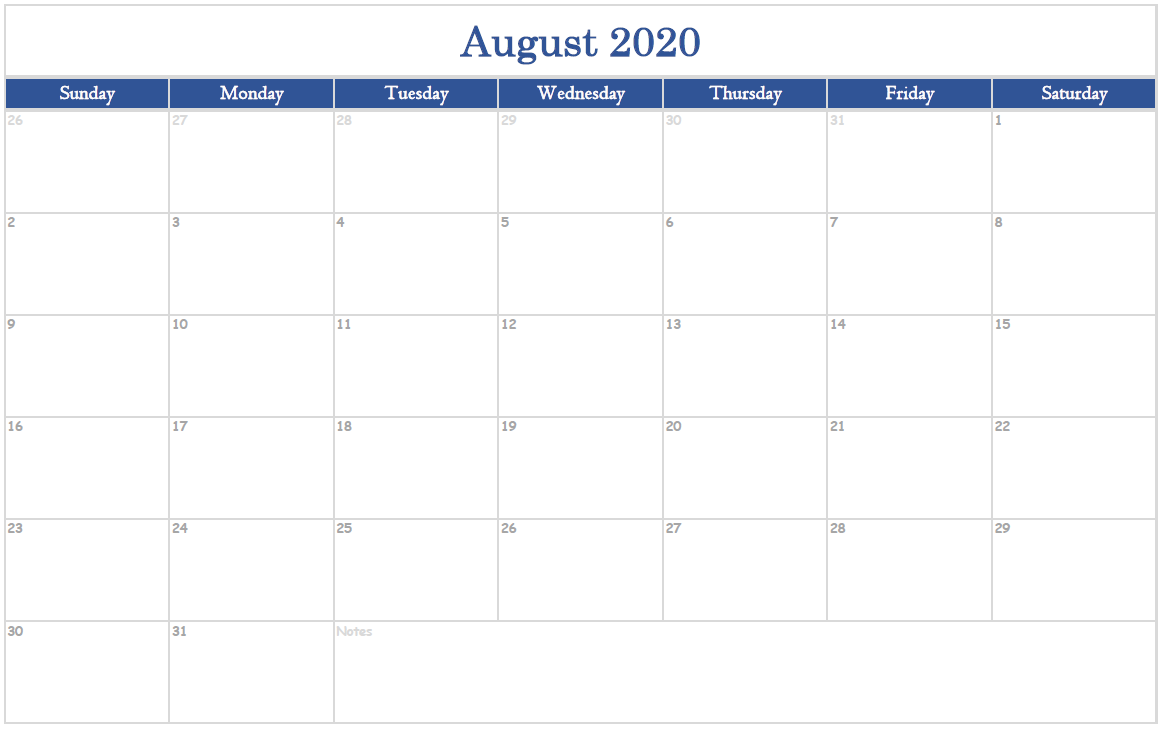 August 2020
Sunday Monday Tuesday Wednesday Thursday Friday Saturday
26 27 28 29 30 31 1
2 3 4 5 6 7 8
9 10 11 12 13 14 15
16 17 18 19 20 21 22
23 24 25 26 27 28 29
30 31 Notes